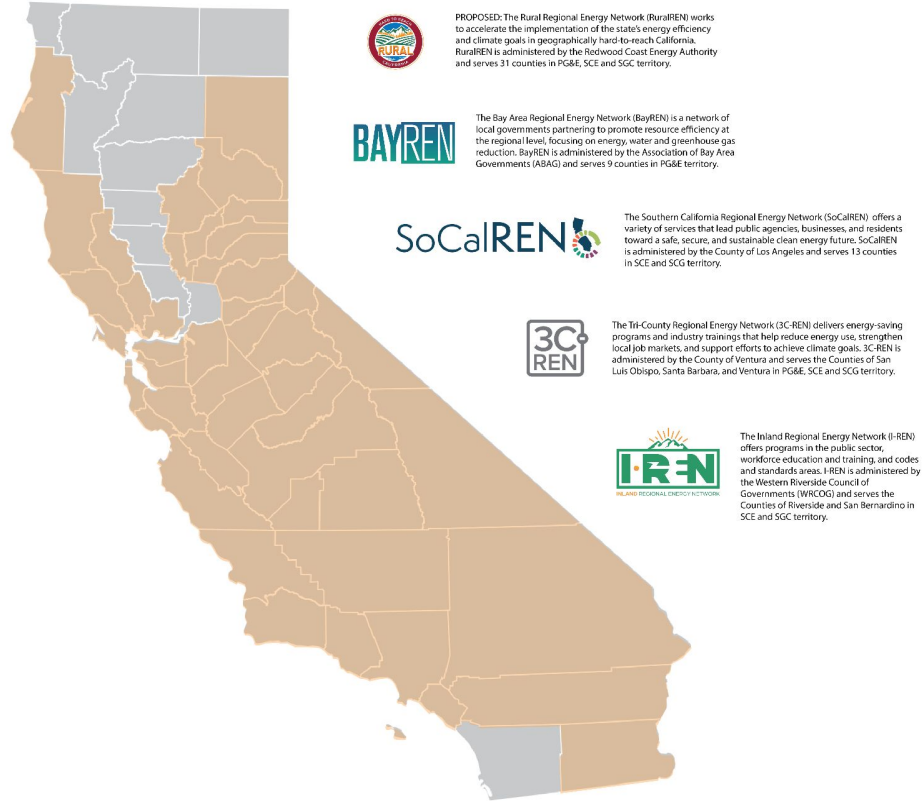 HARD TO REACH
RURAL
CALIFORNIA
PROPOSED: The Rural Regional Energy Network (RuralREN) works
to accelerate the implementation of the state's energy efficiency
and climate goals in geographically hard-to-reach California.
RuralREN is administered by the Redwood Coast Energy Authority
and serves 31 counties in PG&E, SCE and SGC territory.
BAYREN
The Bay Area Regional Energy Network (BayREN) is a network of
local governments partnering to promote resource efficiency at
the regional level, focusing on energy, water and greenhouse gas
reduction. BayREN is administered by the Association of Bay Area
Governments (ABAG) and serves 9 counties in PG&E territory.
SoCalREN
The Southern California Regional Energy Network (SoCalREN) offers a
variety of services that lead public agencies, businesses, and residents
toward a safe, secure, and sustainable clean energy future. SoCalREN
is administered by the County of Los Angeles and serves 13 counties
in SCE and SCG territory.
3C-
REN
The Tri-County Regional Energy Network (3C-REN) delivers energy-saving
programs and industry trainings that help reduce energy use, strengthen
local job markets, and support efforts to achieve climate goals. 3C-REN is
administered by the County of Ventura and serves the Counties of San
Luis Obispo, Santa Barbara, and Ventura in PG&E, SCE and SCG territory.
I·REN
INLAND REGIONAL ENERGY NETWORK
The Inland Regional Energy Network (I-REN)
offers programs in the public sector,
workforce education and training, and codes
and standards areas. I-REN is administered by
the Western Riverside Council of
Governments (WRCOG) and serves the
Counties of Riverside and San Bernardino in
SCE and SGC territory.